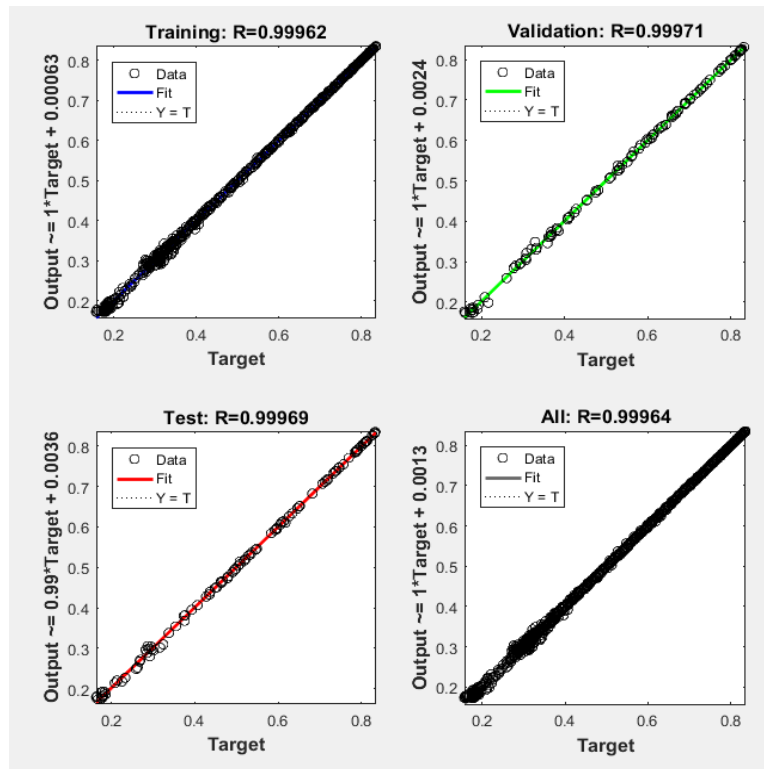 Training: R=0.99962
Output ~= 1*Target + 0.00063
0.8
0.7
0.6
0.5
0.4
0.3
0.2
Data
Fit
Y = T
0.2 0.4 0.6 0.8
Target
Validation: R=0.99971
Output ~= 1*Target + 0.0024
0.8
0.7
0.6
0.5
0.4
0.3
0.2
Data
Fit
Y = T
0.2 0.4 0.6 0.8
Target
Test: R=0.99969
Output ~= 0.99*Target + 0.0036
0.8
0.7
0.6
0.5
0.4
0.3
0.2
Data
Fit
Y = T
0.2 0.4 0.6 0.8
Target
All: R=0.99964
Output ~= 1*Target + 0.0013
0.8
0.7
0.6
0.5
0.4
0.3
0.2
Data
Fit
Y = T
0.2 0.4 0.6 0.8
Target